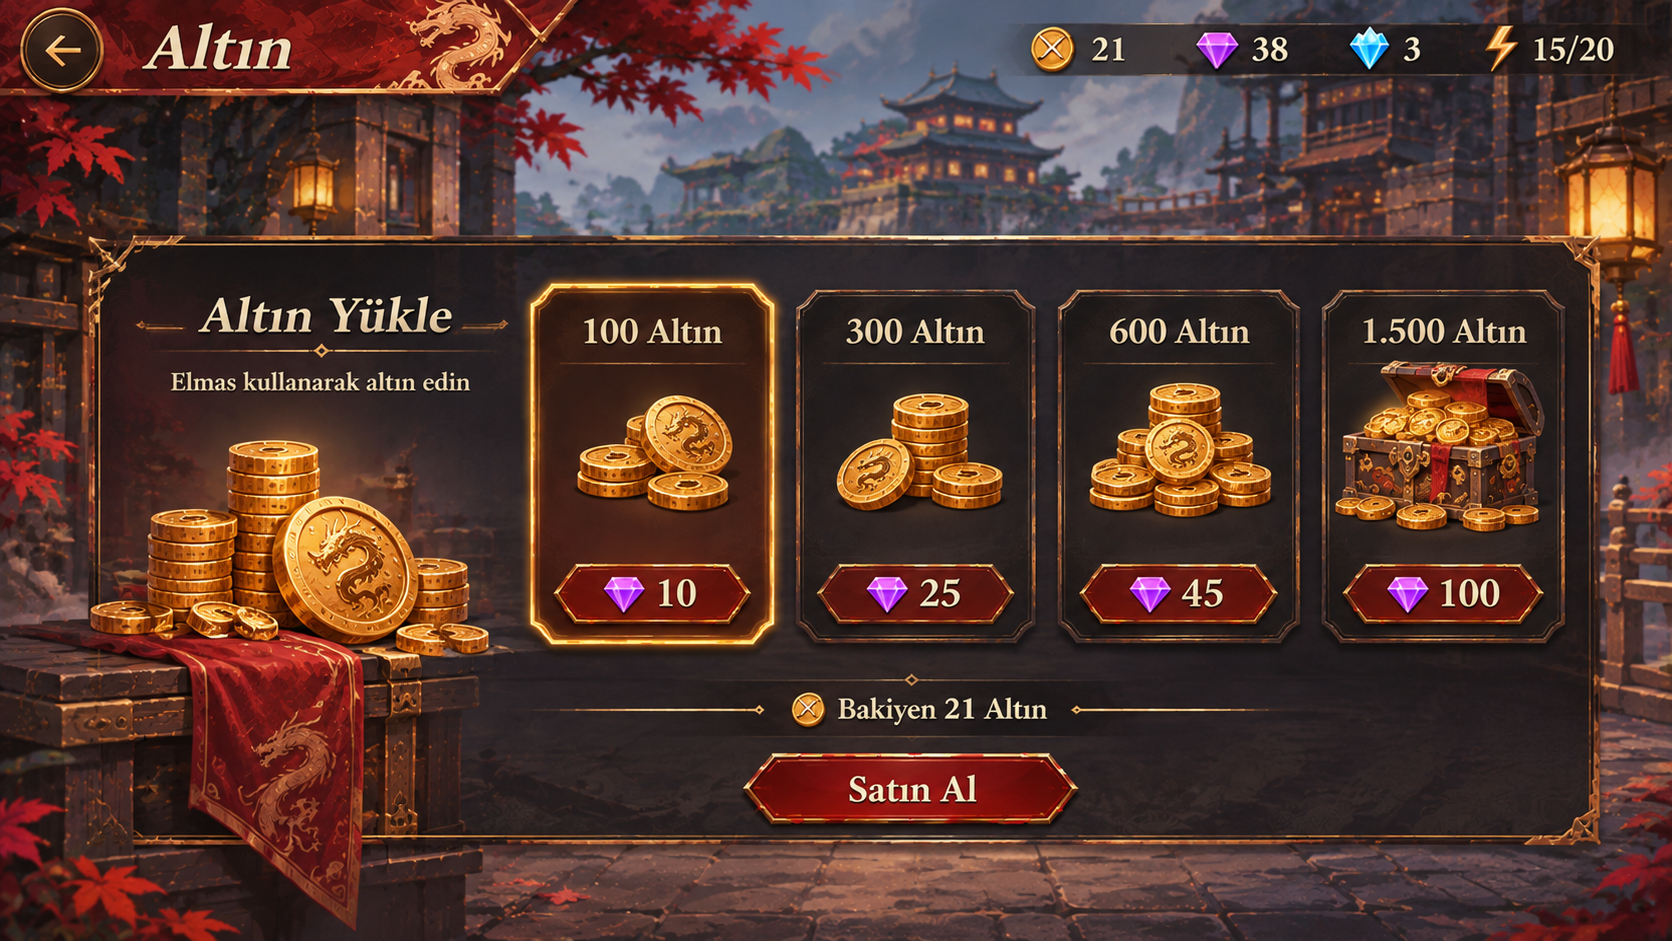 Altın
21
38
3
15/20
Altın Yükle
Elmas kullanarak altın edin
100 Altın
10
300 Altın
25
600 Altın
45
1.500 Altın
100
Bakiyen 21 Altın
Satın Al